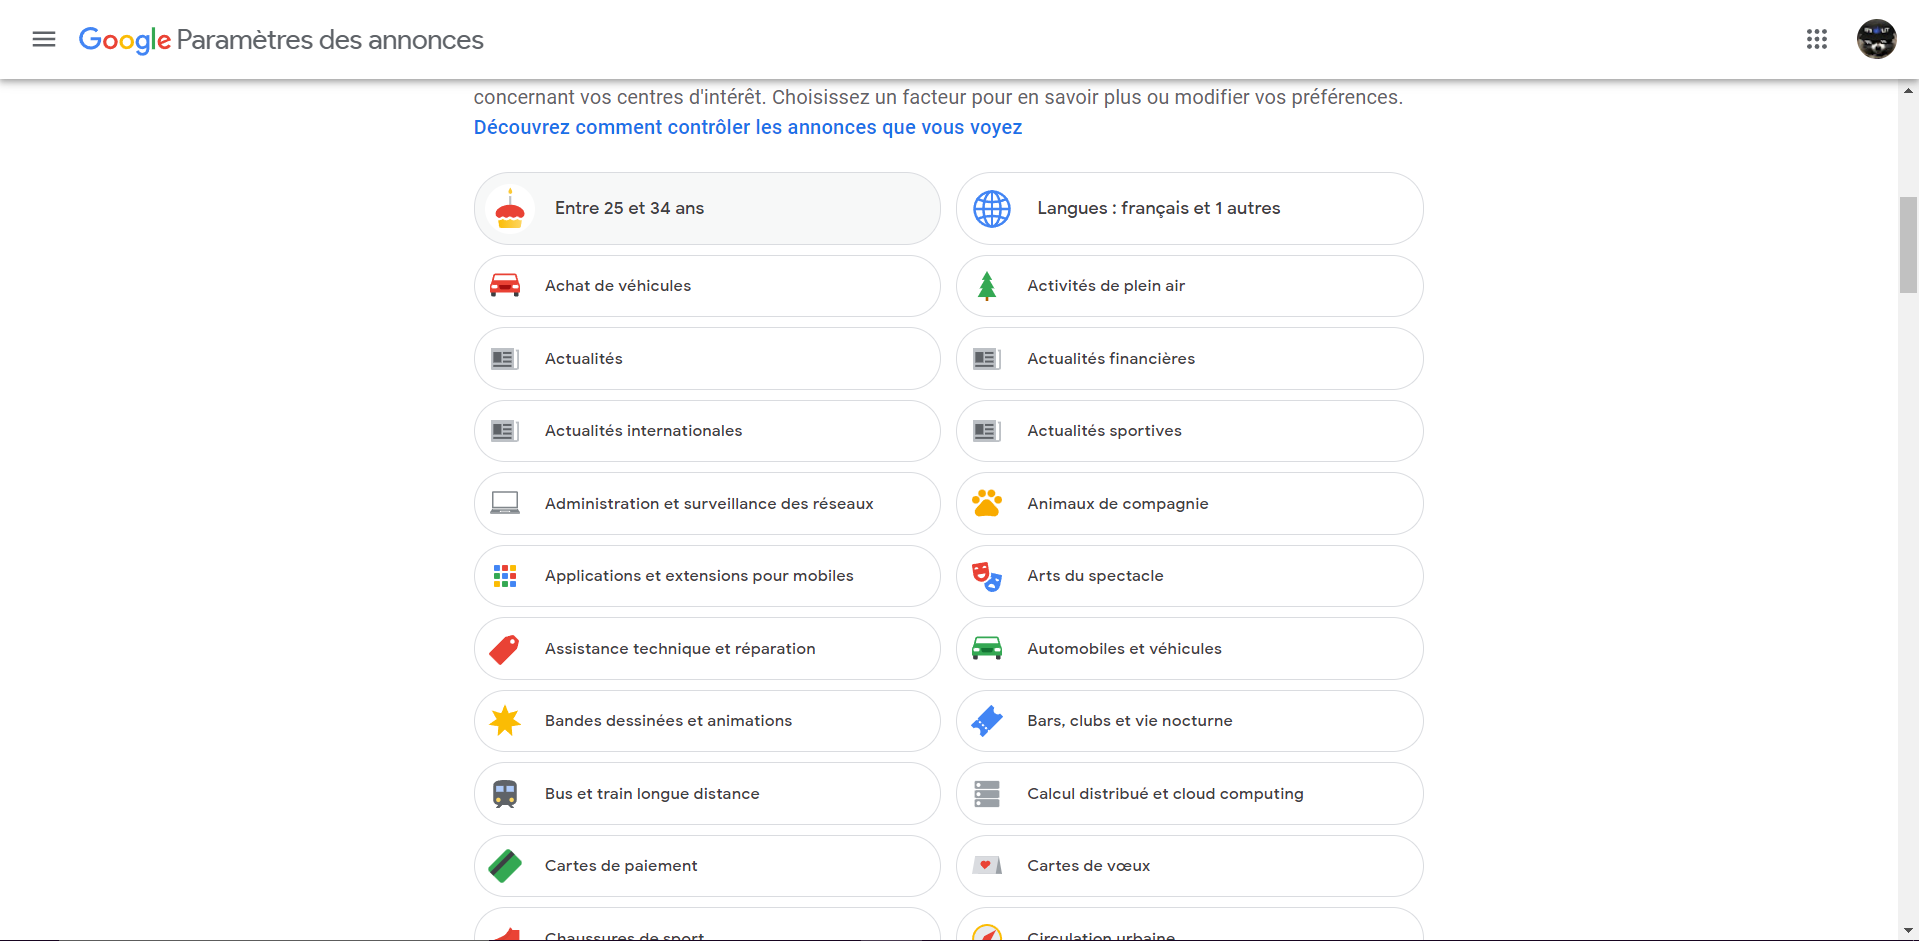 Google Paramètres des annonces
concernant vos centres d'intérêt. Choisissez un facteur pour en savoir plus ou modifier vos préférences.
Découvrez comment contrôler les annonces que vous voyez
Entre 25 et 34 ans
Langues : français et 1 autres
Achat de véhicules
Activités de plein air
Actualités
Actualités financières
Actualités internationales
Actualités sportives
Administration et surveillance des réseaux
Animaux de compagnie
Applications et extensions pour mobiles
Arts du spectacle
Assistance technique et réparation
Automobiles et véhicules
Bandes dessinées et animations
Bars, clubs et vie nocturne
Bus et train longue distance
Calcul distribué et cloud computing
Cartes de paiement
Cartes de vœux
Chaussures de sport
Circulation urbaine